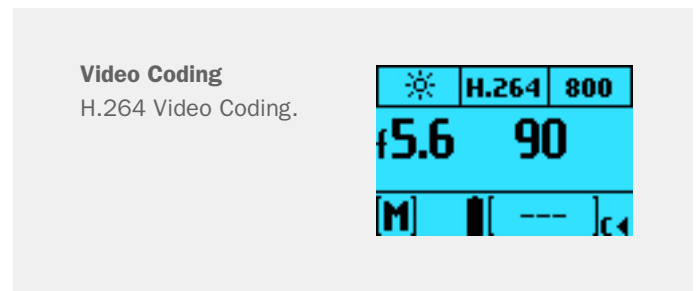 Video Coding
H.264 Video Coding.
H.264 800
f5.6 90
[M] [ --- ]C